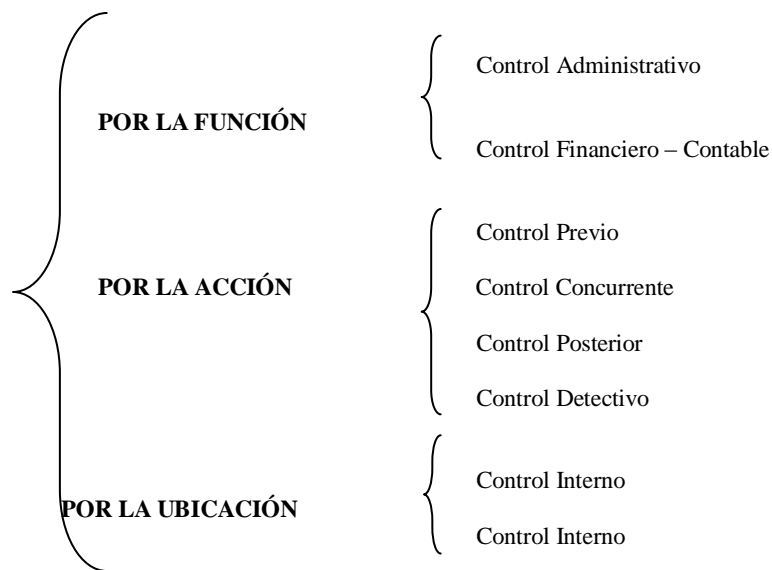 POR LA FUNCIÓN
Control Administrativo
Control Financiero – Contable
POR LA ACCIÓN
Control Previo
Control Concurrente
Control Posterior
Control Detectivo
POR LA UBICACIÓN
Control Interno
Control Interno